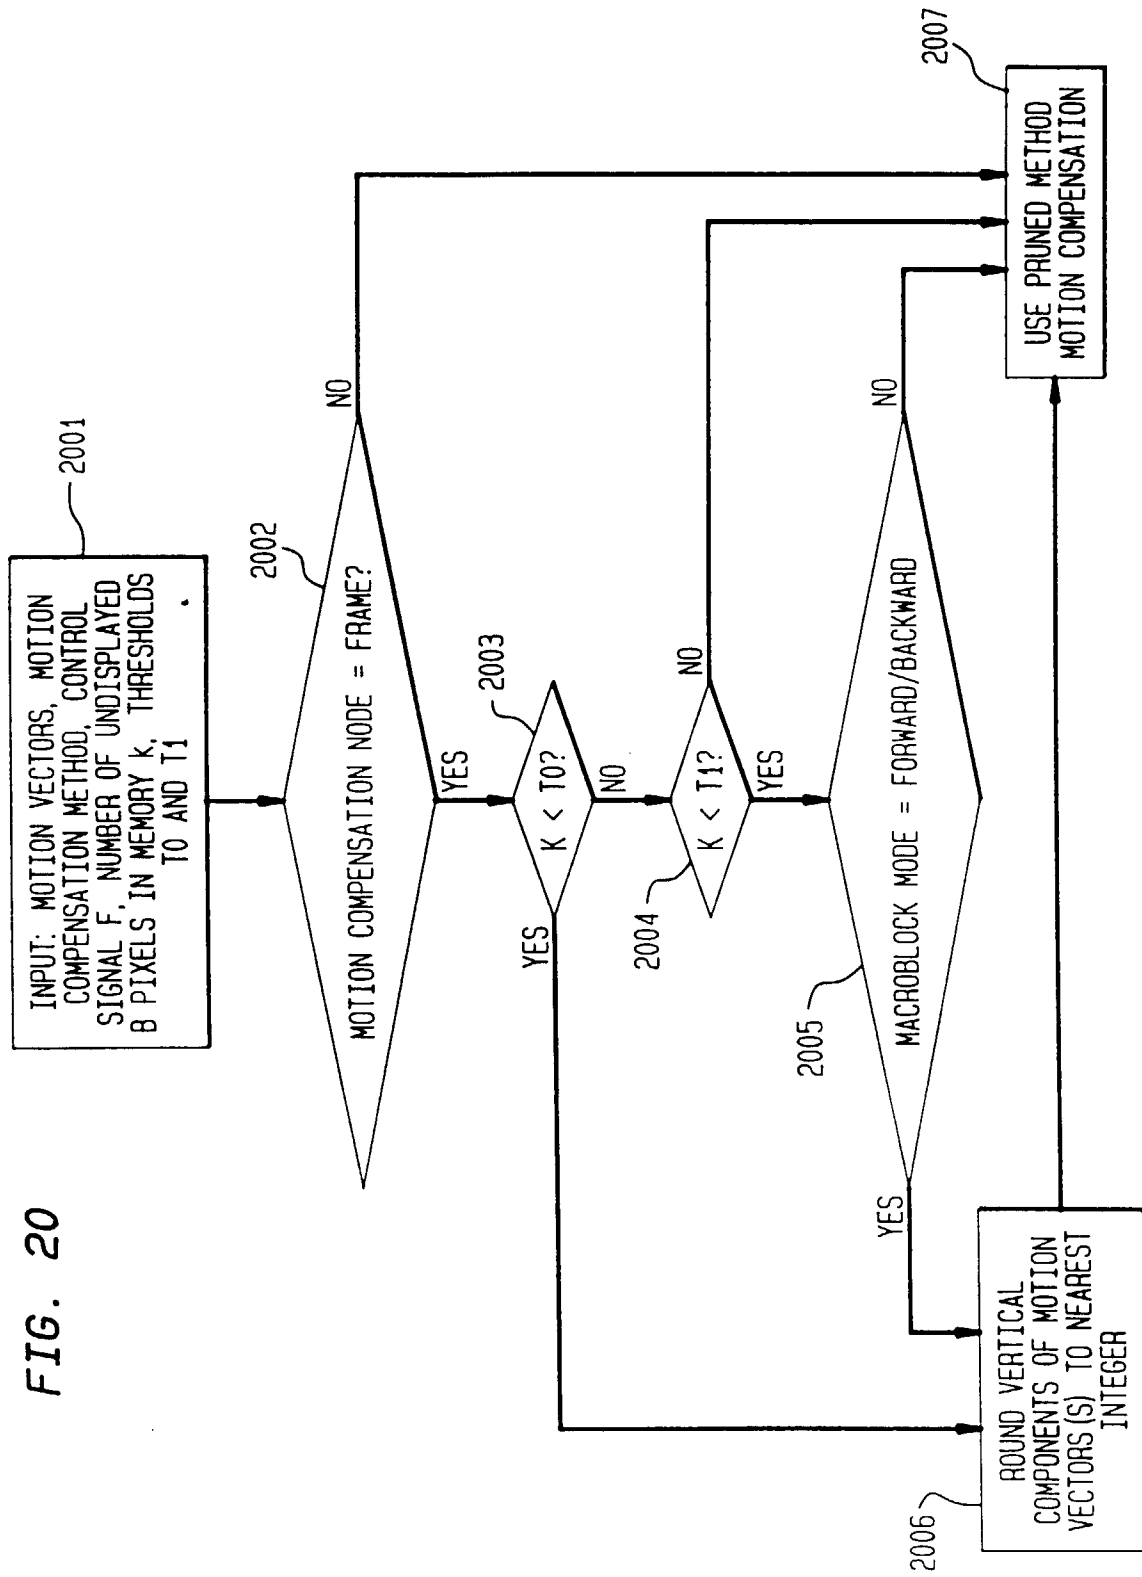 FIG. 20
INPUT: MOTION VECTORS, MOTION
COMPENSATION METHOD, CONTROL
SIGNAL F, NUMBER OF UNDISPLAYED
B PIXELS IN MEMORY k, THRESHOLDS
T0 AND T1
2001
MOTION COMPENSATION NODE = FRAME?
2002
NO
YES
K < T0?
2003
YES
NO
K < T1?
2004
NO
YES
MACROBLOCK MODE = FORWARD/BACKWARD
2005
YES
NO
ROUND VERTICAL
COMPONENTS OF MOTION
VECTORS(S) TO NEAREST
INTEGER
2006
USE PRUNED METHOD
MOTION COMPENSATION
2007